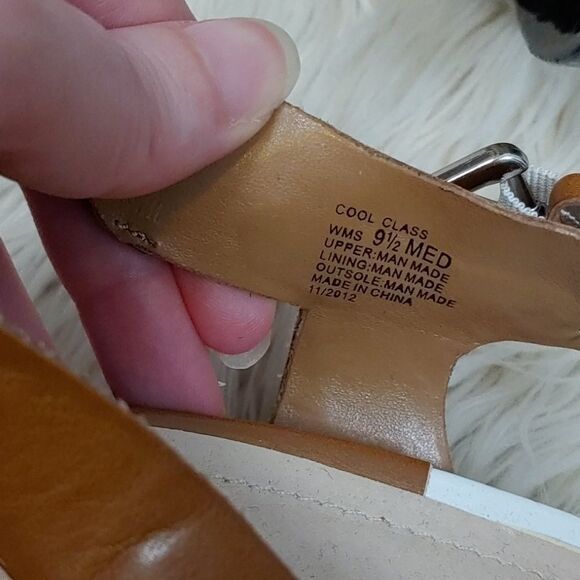 COOL CLASS
WMS 9½ MED
UPPER:MAN MADE
LINING:MAN MADE
OUTSOLE:MAN MADE
MADE IN CHINA
11/2012